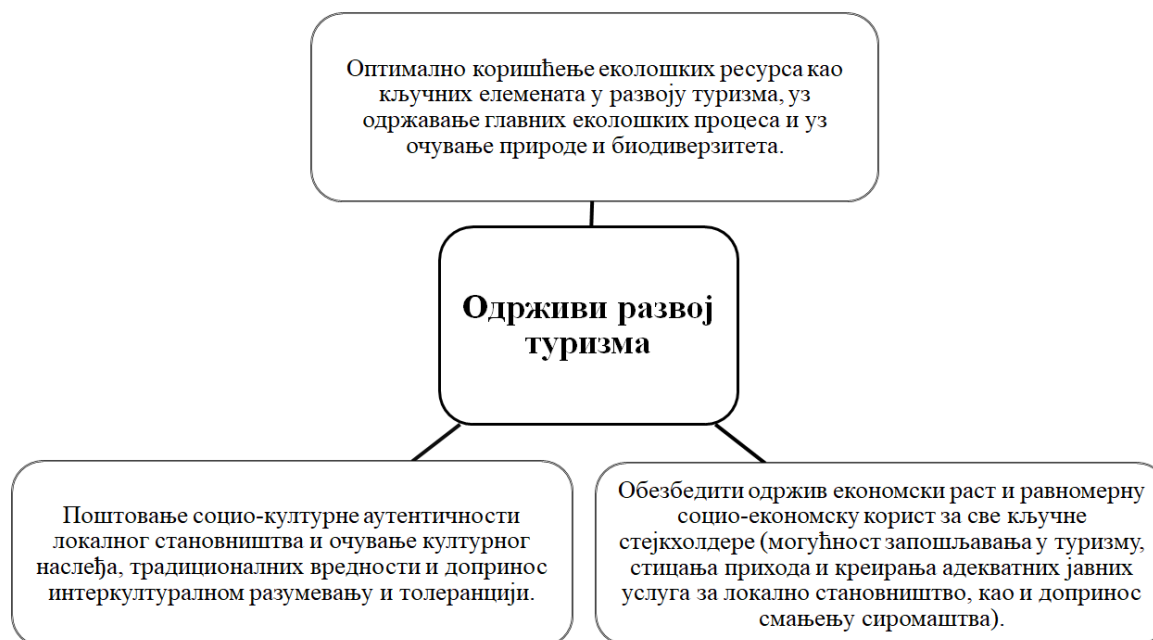 Оптимално коришћење еколошких ресурса као
кључних елемената у развоју туризма, уз
одржавање главних еколошких процеса и уз
очување природе и биодиверзитета.
Одрживи развој
туризма
Поштовање социо-културне аутентичности
локалног становништва и очување културног
наслеђа, традиционалних вредности и допринос
интеркултуралном разумевању и толеранцији.
Обезбедити одржив економски раст и равномерну
социо-економску корист за све кључне
стејкхолдере (могућност запошљавања у туризму,
стицања прихода и креирања адекватних јавних
услуга за локално становништво, као и допринос
смањењу сиромаштва).